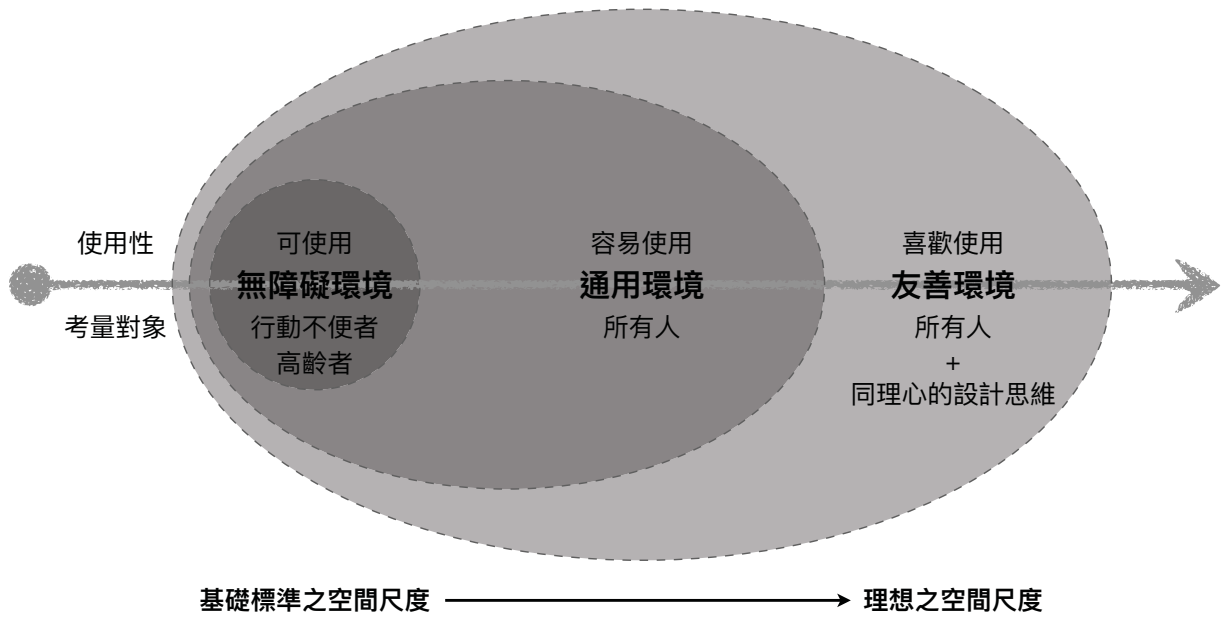 使用性
可使用
容易使用
喜歡使用
無障礙環境
通用環境
友善環境
考量對象
行動不便者
高齡者
所有人
所有人
+
同理心的設計思維
基礎標準之空間尺度
理想之空間尺度